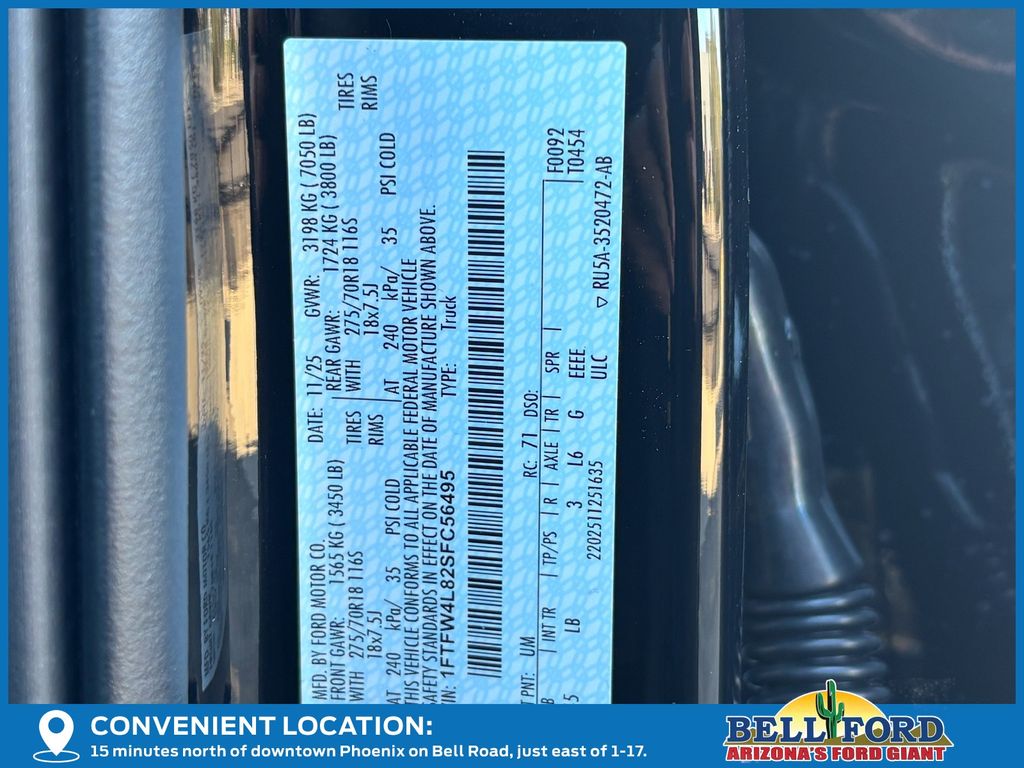 MFD. BY FORD MOTOR CO.
DATE: 11/25 GVWR: 3198 KG ( 7050 LB)
FRONT GAWR: 1565 KG ( 3450 LB)
REAR GAWR: 1724 KG ( 3800 LB)
WITH 275/70R18 116S TIRES
18x7.5J RIMS
AT 240 kPa/ 35 PSI COLD
WITH 275/70R18 116S TIRES
18x7.5J RIMS
AT 240 kPa/ 35 PSI COLD
THIS VEHICLE CONFORMS TO ALL APPLICABLE FEDERAL MOTOR VEHICLE
SAFETY STANDARDS IN EFFECT ON THE DATE OF MANUFACTURE SHOWN ABOVE.
IN: 1FTFW4L82SFC56495
TYPE: Truck
F0092
T0454
T PNT: UM RC: 71 DSO:
B | INT TR | TP/PS | R | AXLE | TR | SPR |
5 LB 3 L6 G EEEE
ULC
2202511251635
▽ RU5A-3520472-AB
CONVENIENT LOCATION:
15 minutes north of downtown Phoenix on Bell Road, just east of 1-17.
BELL FORD
ARIZONA'S FORD GIANT